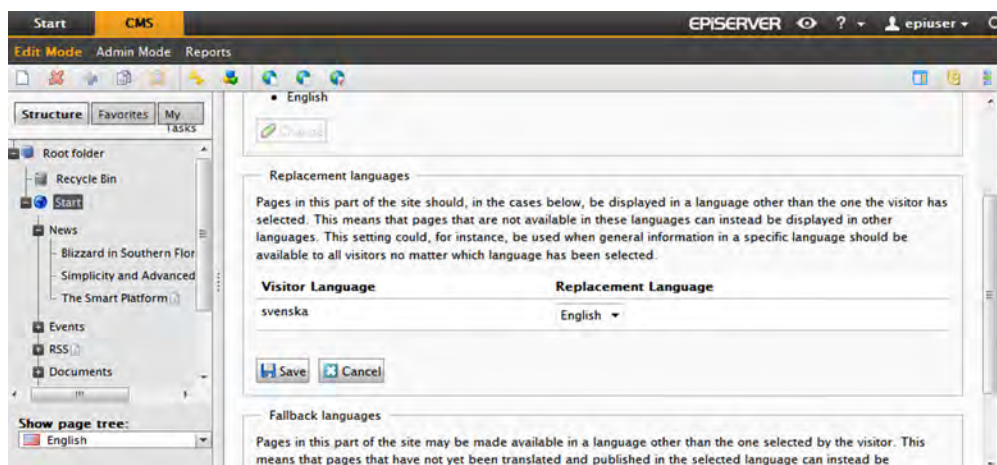 Start CMS EPiSERVER ? epiuser
Edit Mode Admin Mode Reports
Structure Favorites My Tasks
Root folder
Recycle Bin
Start
News
Blizzard in Southern Flor
Simplicity and Advanced
The Smart Platform
Events
RSS
Documents
Show page tree:
English
English
Change
Replacement languages
Pages in this part of the site should, in the cases below, be displayed in a language other than the one the visitor has
selected. This means that pages that are not available in these languages can instead be displayed in other
languages. This setting could, for instance, be used when general information in a specific language should be
available to all visitors no matter which language has been selected.
Visitor Language Replacement Language
svenska English
Save Cancel
Fallback languages
Pages in this part of the site may be made available in a language other than the one selected by the visitor. This
means that pages that have not yet been translated and published in the selected language can instead be